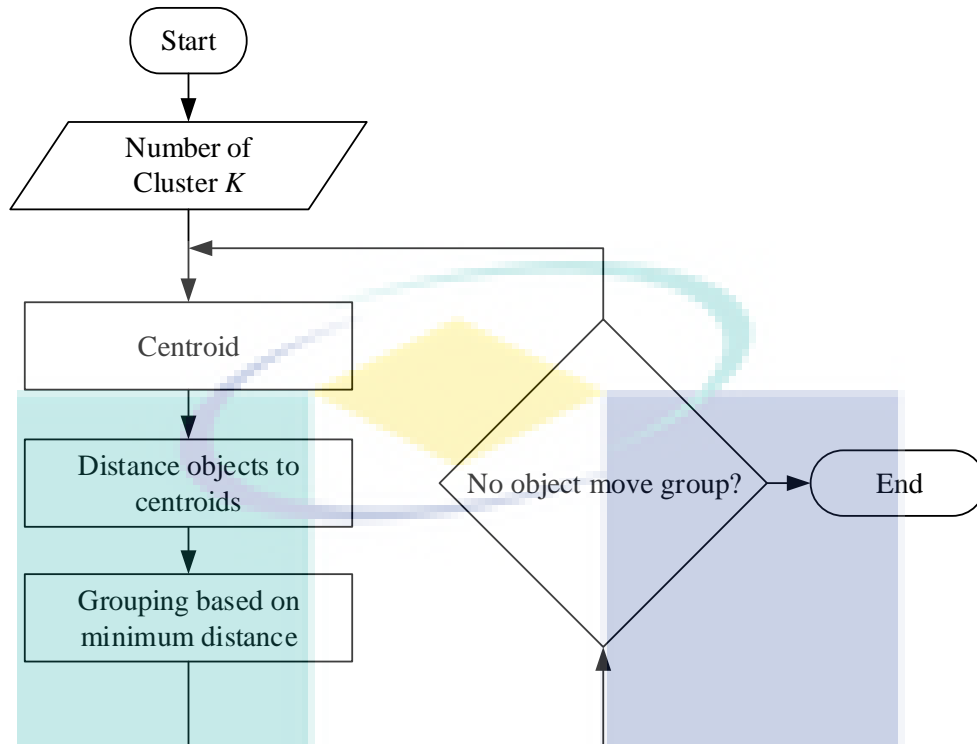 Start
Number of
Cluster K
Centroid
Distance objects to
centroids
No object move group?
End
Grouping based on
minimum distance